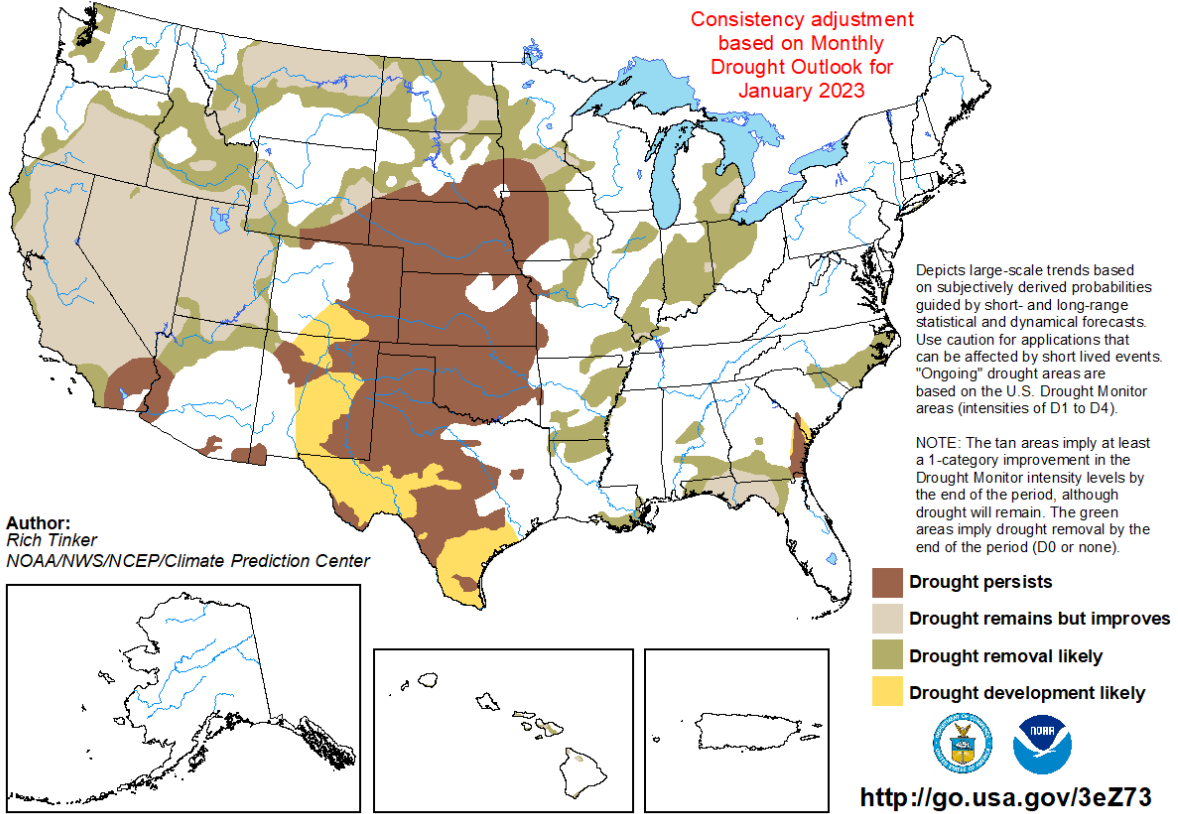 Consistency adjustment
based on Monthly
Drought Outlook for
January 2023
Depicts large-scale trends based
on subjectively derived probabilities
guided by short- and long-range
statistical and dynamical forecasts.
Use caution for applications that
can be affected by short lived events.
"Ongoing" drought areas are
based on the U.S. Drought Monitor
areas (intensities of D1 to D4).
NOTE: The tan areas imply at least
a 1-category improvement in the
Drought Monitor intensity levels by
the end of the period, although
drought will remain. The green
areas imply drought removal by the
end of the period (D0 or none).
Author:
Rich Tinker
NOAA/NWS/NCEP/Climate Prediction Center
Drought persists
Drought remains but improves
Drought removal likely
Drought development likely
NOAA
http://go.usa.gov/3eZ73